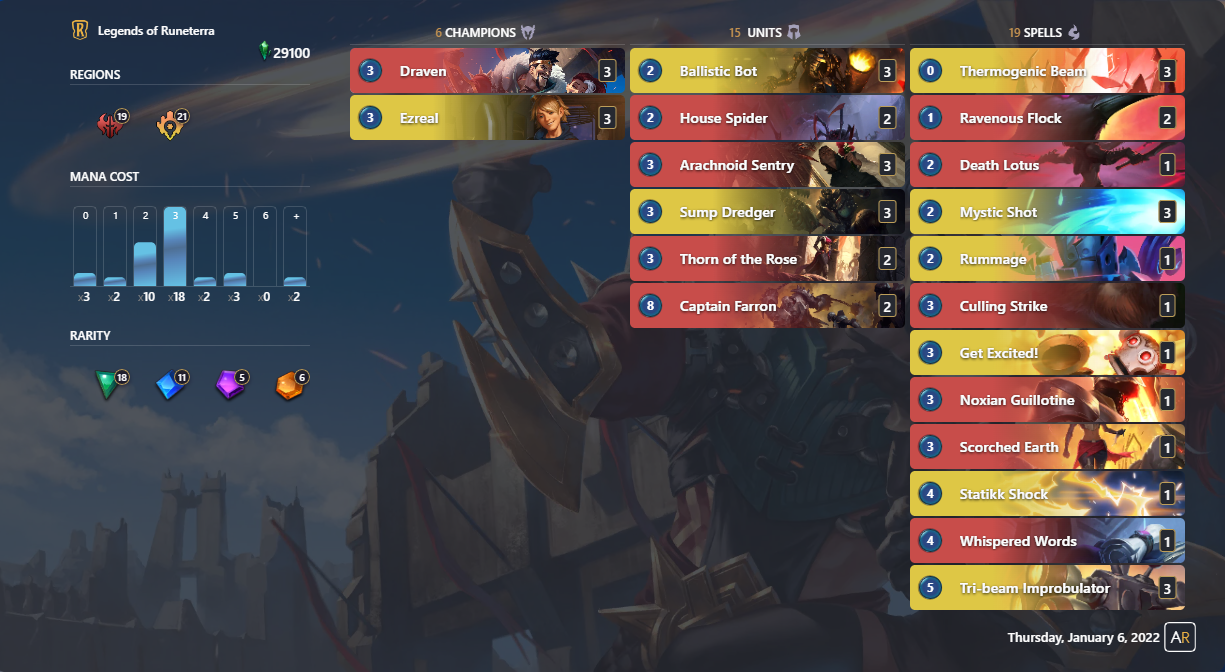 Legends of Runeterra
29100
REGIONS
19 21
MANA COST
0 1 2 3 4 5 6 +
x3 x2 x10 x18 x2 x3 x0 x2
RARITY
18 11 5 6
6 CHAMPIONS
3 Draven 3
3 Ezreal 3
15 UNITS
2 Ballistic Bot 3
2 House Spider 2
3 Arachnoid Sentry 3
3 Sump Dredger 3
3 Thorn of the Rose 2
8 Captain Farron 2
19 SPELLS
0 Thermogenic Beam 3
1 Ravenous Flock 2
2 Death Lotus 1
2 Mystic Shot 3
2 Rummage 1
3 Culling Strike 1
3 Get Excited! 1
3 Noxian Guillotine 1
3 Scorched Earth 1
4 Statikk Shock 1
4 Whispered Words 1
5 Tri-beam Improbulator 3
Thursday, January 6, 2022 AR